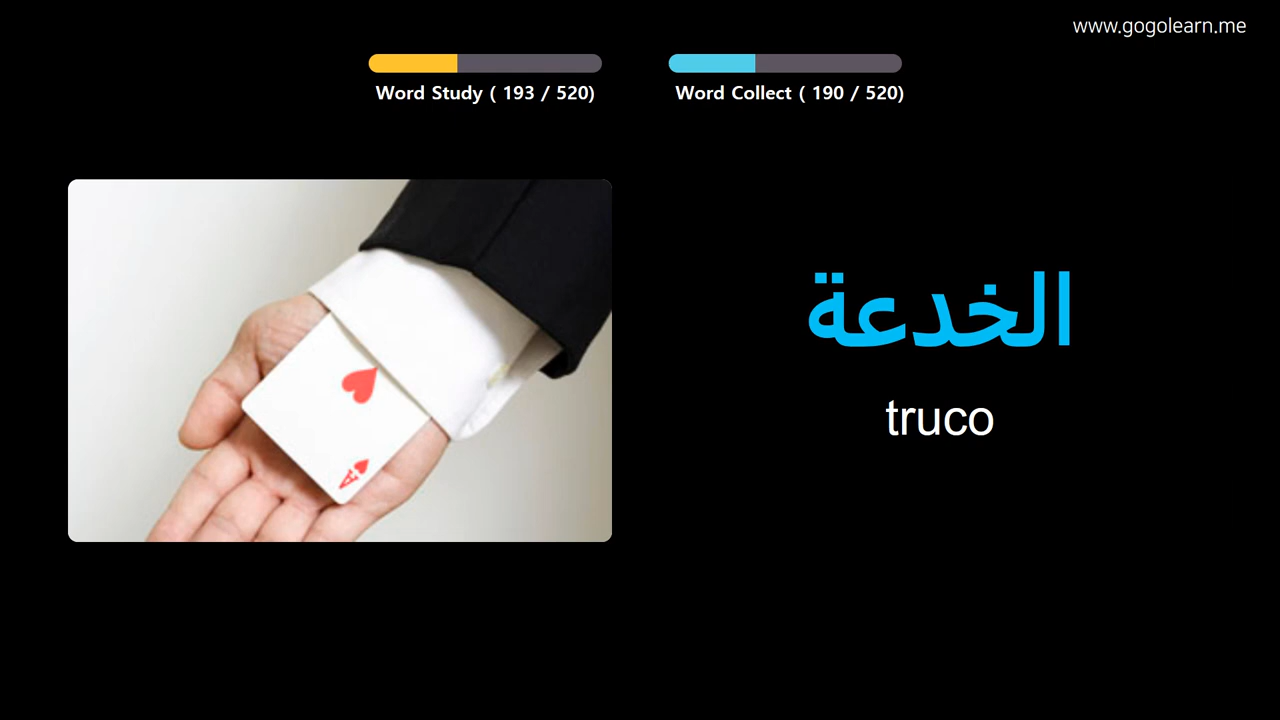 www.gogolearn.me
Word Study ( 193 / 520)
Word Collect ( 190 / 520)
الخدعة
truco
A